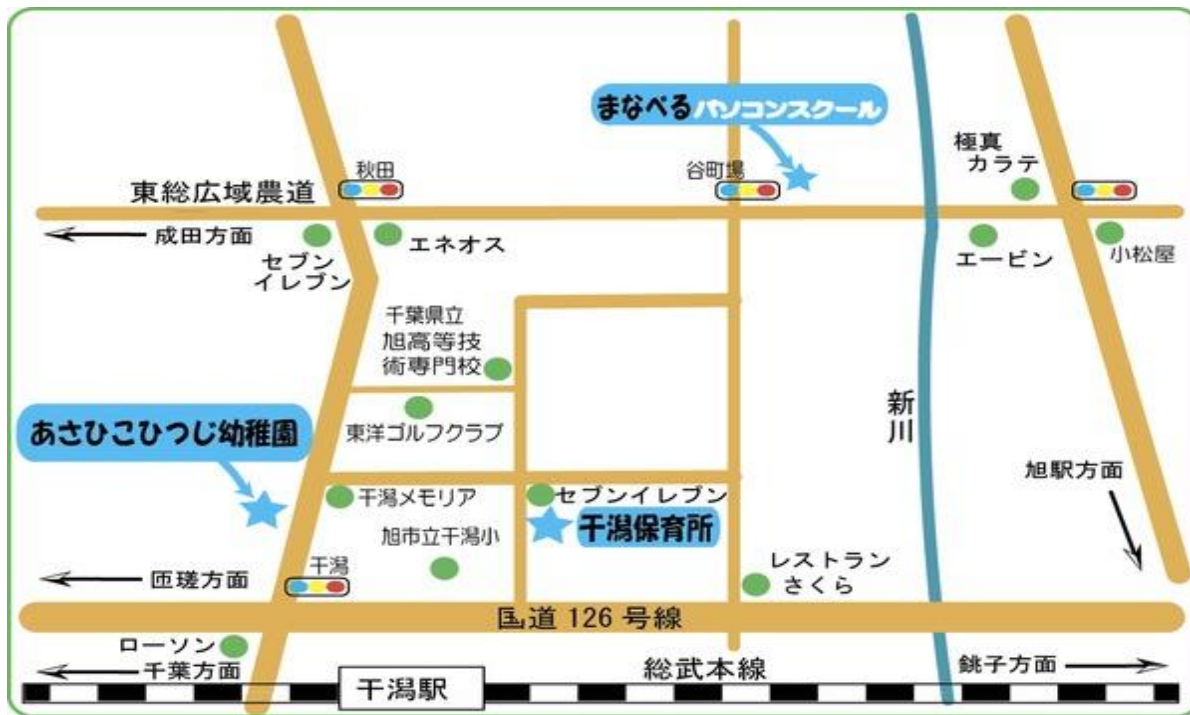 まなべるパソコンスクール
極真
カラテ
秋田
谷町場
東総広域農道
成田方面
セブン
イレブン
エネオス
エービン
小松屋
千葉県立
旭高等技
術専門校
新川
あさひこひつじ幼稚園
東洋ゴルフクラブ
旭駅方面
干潟メモリア
セブンイレブン
干潟保育所
旭市立干潟小
匝瑳方面
干潟
レストラン
さくら
国道126号線
ローソン
千葉方面
総武本線
銚子方面
干潟駅